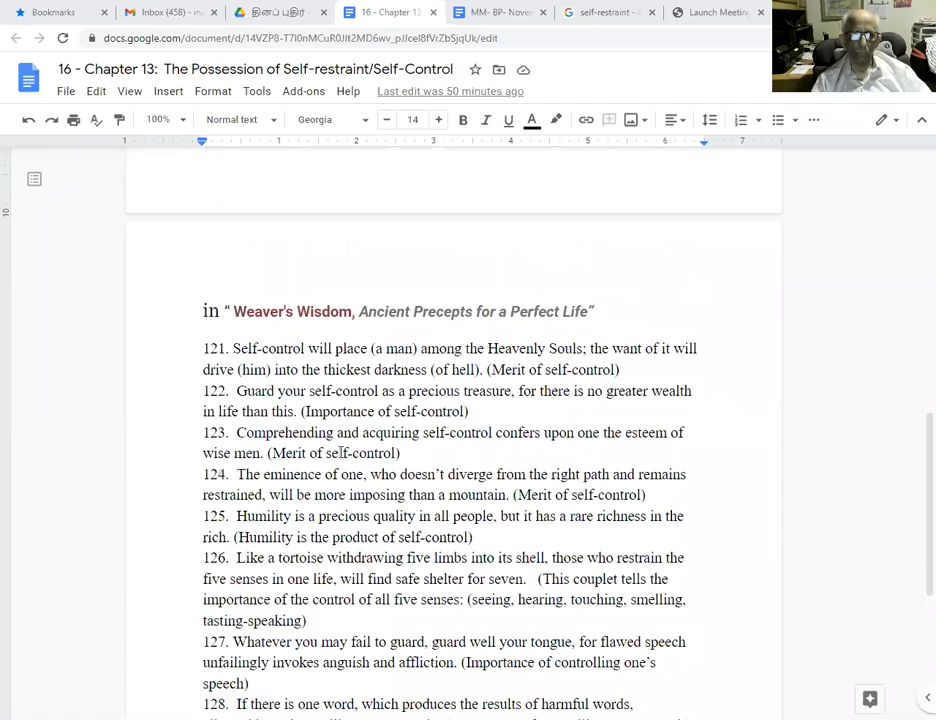 Bookmarks
Inbox (458) - in
தினப் புதிர் -
16 - Chapter 13
MM- BP- Nover
self-restraint -
Launch Meetin
docs.google.com/document/d/14VZP8-T7I0nMCuR0JIt2MD6wv_pJJceI8fVrZbSjqUk/edit
16 - Chapter 13: The Possession of Self-restraint/Self-Control
File Edit View Insert Format Tools Add-ons Help Last edit was 50 minutes ago
100% Normal text Georgia 14 B I U A
1 1 2 3 4 5 6 7
10
in “ Weaver's Wisdom, Ancient Precepts for a Perfect Life”
121. Self-control will place (a man) among the Heavenly Souls; the want of it will
drive (him) into the thickest darkness (of hell). (Merit of self-control)
122. Guard your self-control as a precious treasure, for there is no greater wealth
in life than this. (Importance of self-control)
123. Comprehending and acquiring self-control confers upon one the esteem of
wise men. (Merit of self-control)
124. The eminence of one, who doesn’t diverge from the right path and remains
restrained, will be more imposing than a mountain. (Merit of self-control)
125. Humility is a precious quality in all people, but it has a rare richness in the
rich. (Humility is the product of self-control)
126. Like a tortoise withdrawing five limbs into its shell, those who restrain the
five senses in one life, will find safe shelter for seven. (This couplet tells the
importance of the control of all five senses: (seeing, hearing, touching, smelling,
tasting-speaking)
127. Whatever you may fail to guard, guard well your tongue, for flawed speech
unfailingly invokes anguish and affliction. (Importance of controlling one’s
speech)
128. If there is one word, which produces the results of harmful words,